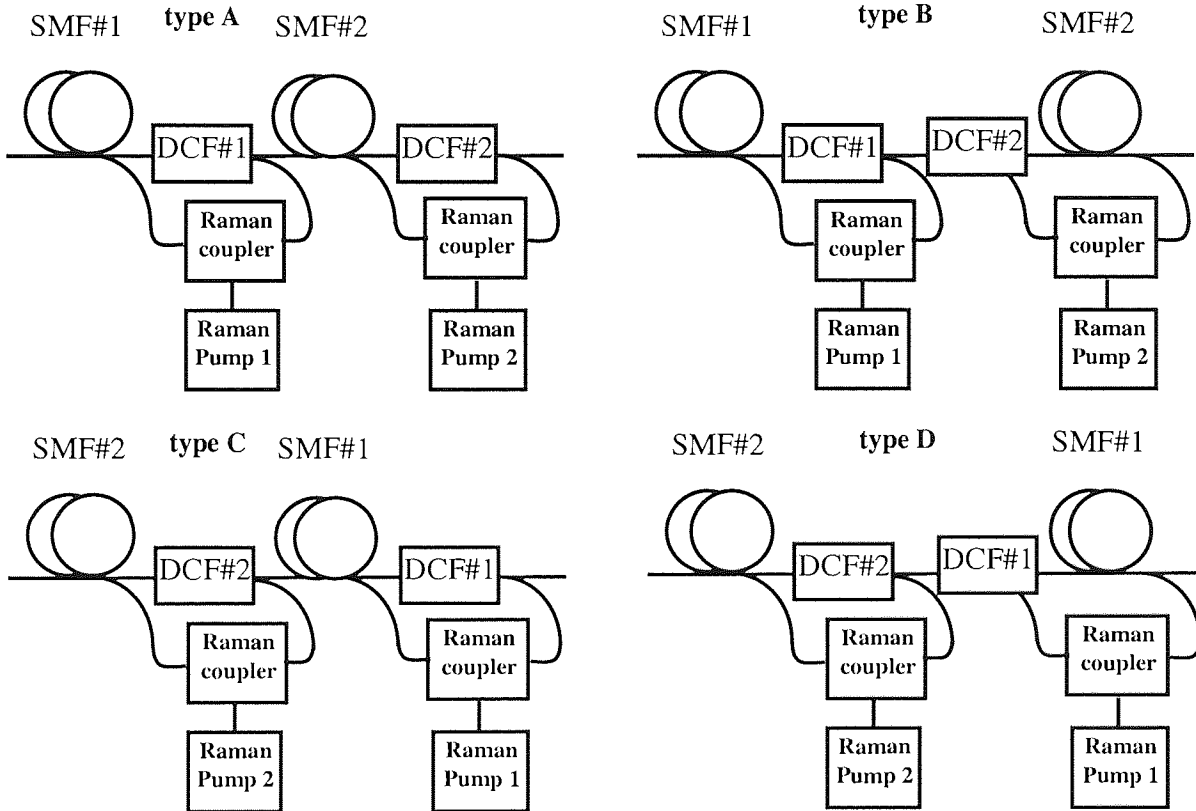 type A
SMF#1
SMF#2
DCF#1
DCF#2
Raman
coupler
Raman
coupler
Raman
Pump 1
Raman
Pump 2
type B
SMF#1
SMF#2
DCF#1
DCF#2
Raman
coupler
Raman
coupler
Raman
Pump 1
Raman
Pump 2
type C
SMF#2
SMF#1
DCF#2
DCF#1
Raman
coupler
Raman
coupler
Raman
Pump 2
Raman
Pump 1
type D
SMF#2
SMF#1
DCF#2
DCF#1
Raman
coupler
Raman
coupler
Raman
Pump 2
Raman
Pump 1